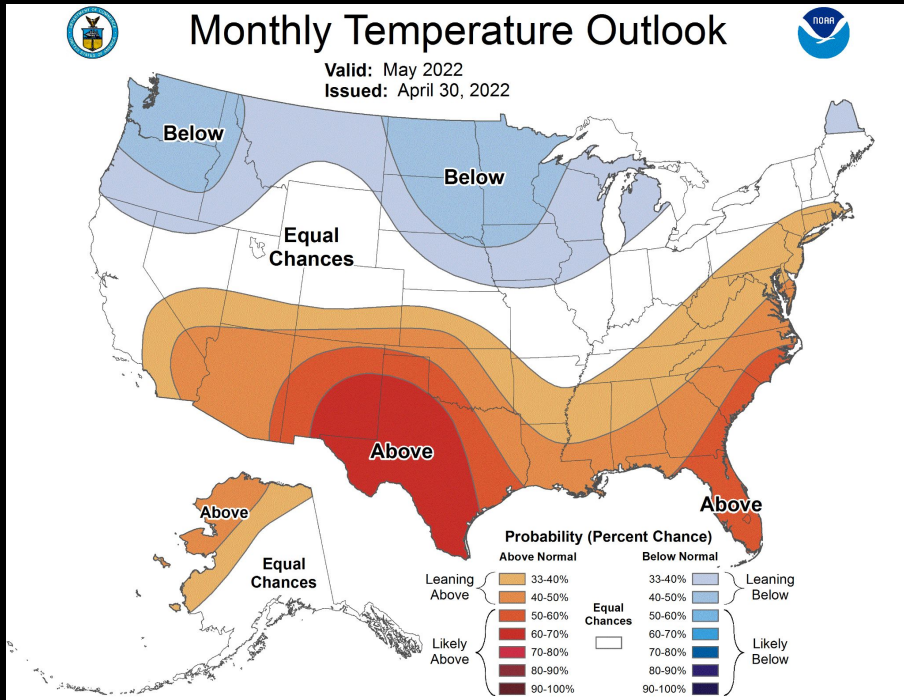 Monthly Temperature Outlook
NOAA
Valid: May 2022
Issued: April 30, 2022
Below
Below
Equal
Chances
Above
Above
Above
Equal
Chances
Probability (Percent Chance)
Above Normal
Below Normal
Leaning
Above
33-40%
40-50%
Likely
Above
50-60%
60-70%
70-80%
80-90%
90-100%
Equal
Chances
33-40%
40-50%
Leaning
Below
50-60%
60-70%
70-80%
80-90%
90-100%
Likely
Below